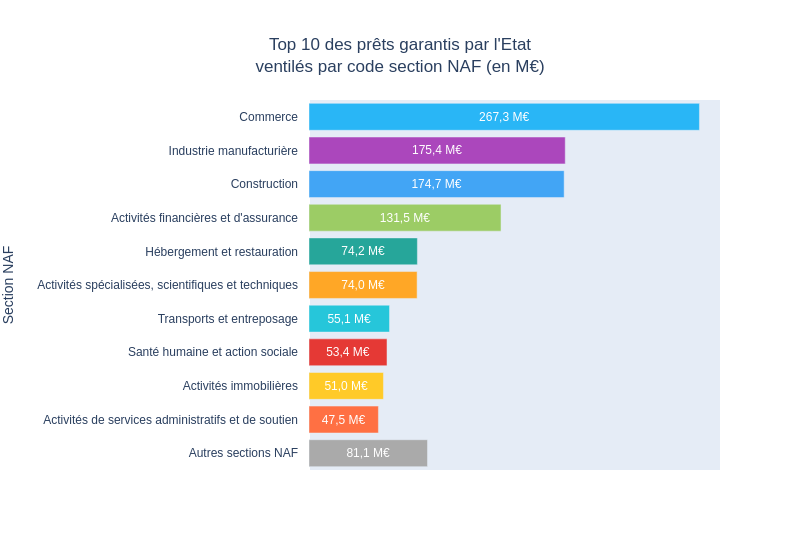 Top 10 des prêts garantis par l'Etat
ventilés par code section NAF (en M€)
Section NAF
Commerce 267,3 M€
Industrie manufacturière 175,4 M€
Construction 174,7 M€
Activités financières et d'assurance 131,5 M€
Hébergement et restauration 74,2 M€
Activités spécialisées, scientifiques et techniques 74,0 M€
Transports et entreposage 55,1 M€
Santé humaine et action sociale 53,4 M€
Activités immobilières 51,0 M€
Activités de services administratifs et de soutien 47,5 M€
Autres sections NAF 81,1 M€